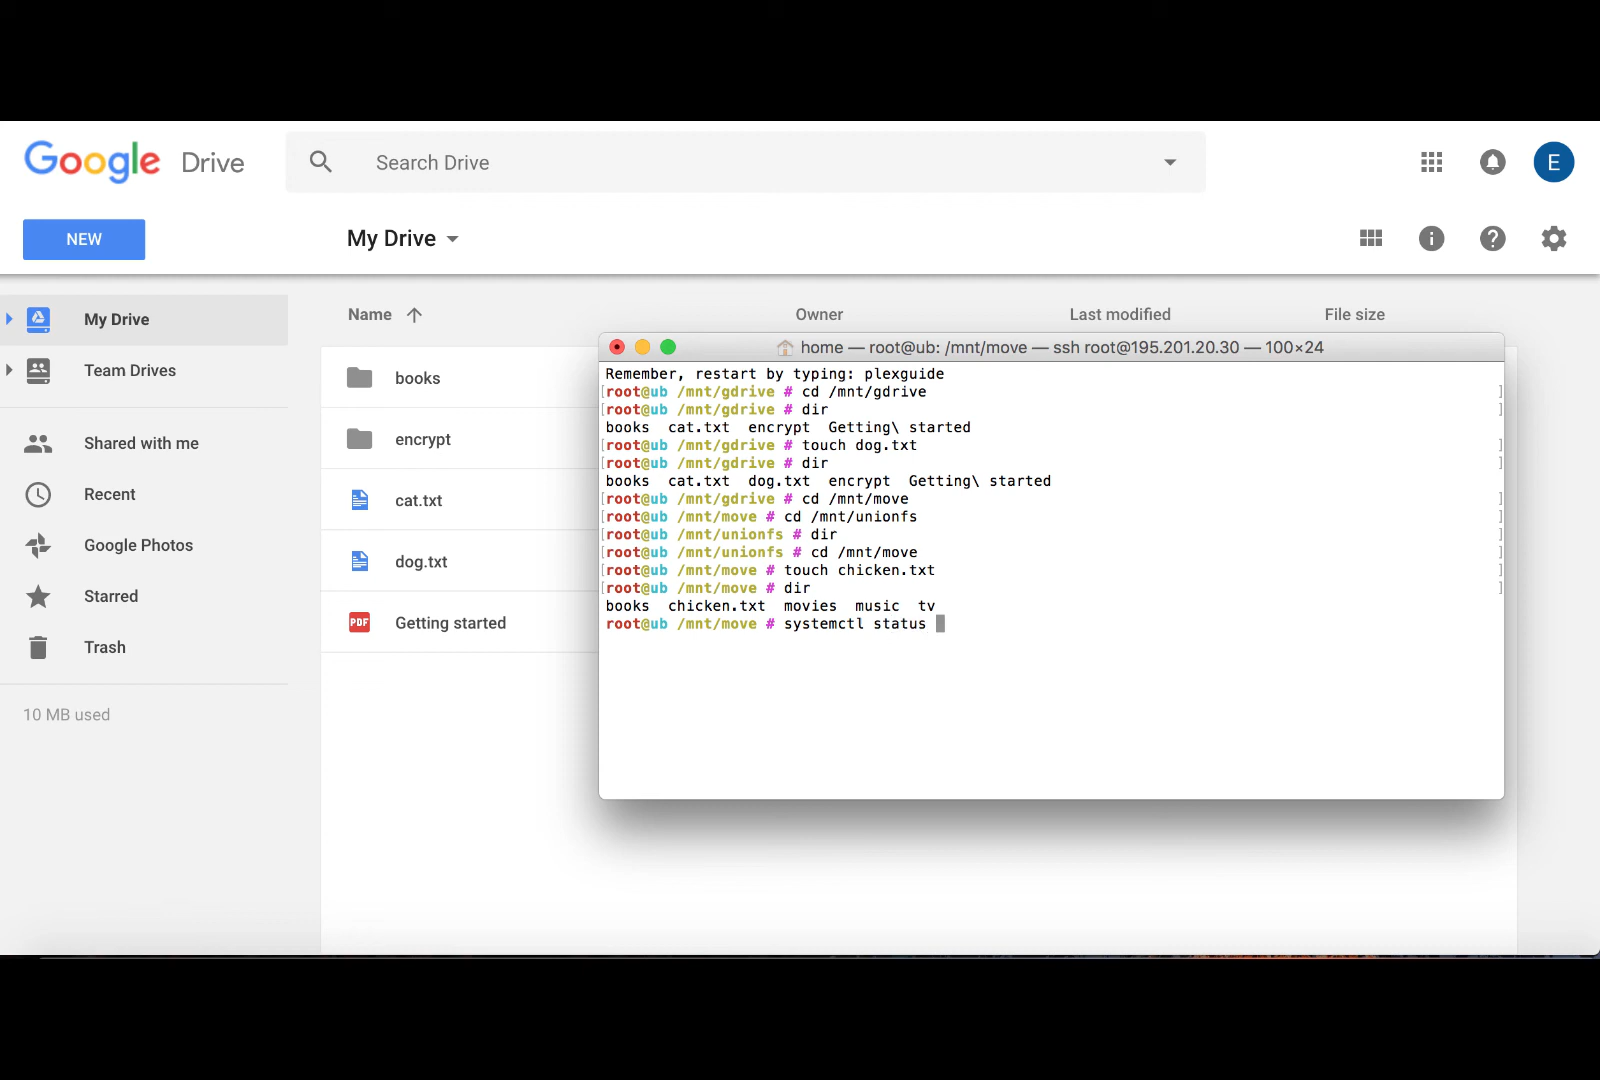 Google Drive
Search Drive
E
NEW
My Drive
My Drive
Team Drives
Shared with me
Recent
Google Photos
Starred
Trash
10 MB used
Name
Owner
Last modified
File size
books
encrypt
cat.txt
dog.txt
PDF Getting started
home — root@ub: /mnt/move — ssh root@195.201.20.30 — 100×24
Remember, restart by typing: plexguide
[root@ub /mnt/gdrive # cd /mnt/gdrive ]
[root@ub /mnt/gdrive # dir ]
books  cat.txt  encrypt  Getting\ started
[root@ub /mnt/gdrive # touch dog.txt ]
[root@ub /mnt/gdrive # dir ]
books  cat.txt  dog.txt  encrypt  Getting\ started
[root@ub /mnt/gdrive # cd /mnt/move ]
[root@ub /mnt/move # cd /mnt/unionfs ]
[root@ub /mnt/unionfs # dir ]
[root@ub /mnt/unionfs # cd /mnt/move ]
[root@ub /mnt/move # touch chicken.txt ]
[root@ub /mnt/move # dir ]
books  chicken.txt  movies  music  tv
root@ub /mnt/move # systemctl status